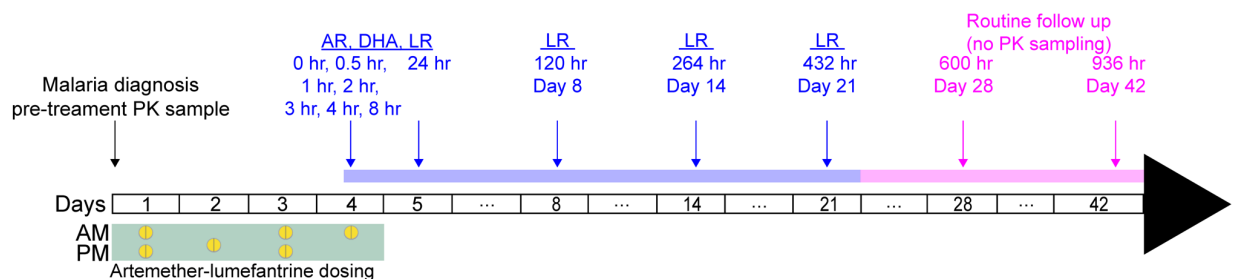 Routine follow up
(no PK sampling)
AR, DHA, LR
LR
LR
LR
0 hr, 0.5 hr, 24 hr
120 hr
264 hr
432 hr
600 hr
936 hr
Malaria diagnosis
pre-treament PK sample
1 hr, 2 hr,
3 hr, 4 hr, 8 hr
Day 8
Day 14
Day 21
Day 28
Day 42
Days 1 2 3 4 5 ... 8 ... 14 ... 21 ... 28 ... 42
AM
PM
Artemether-lumefantrine dosing